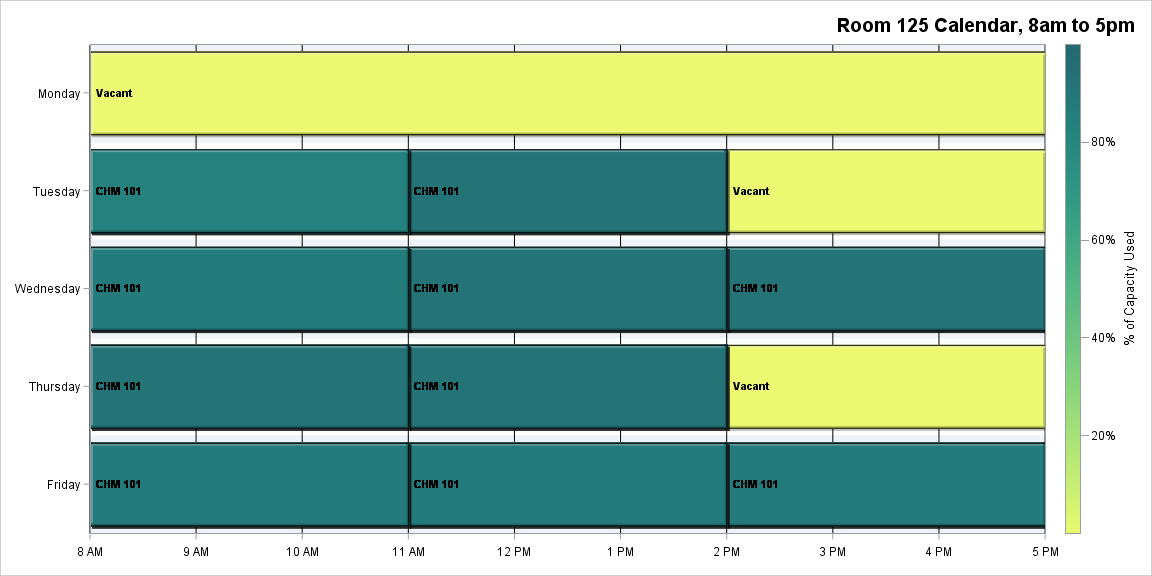 Room 125 Calendar, 8am to 5pm
Monday
Vacant
Tuesday
CHM 101
CHM 101
Vacant
Wednesday
CHM 101
CHM 101
CHM 101
Thursday
CHM 101
CHM 101
Vacant
Friday
CHM 101
CHM 101
CHM 101
8 AM
9 AM
10 AM
11 AM
12 PM
1 PM
2 PM
3 PM
4 PM
5 PM
80%
60%
40%
20%
% of Capacity Used